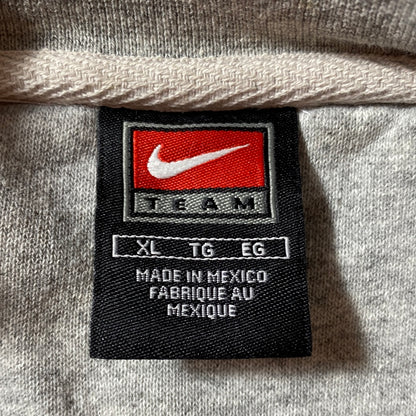 TEAM
XL TG EG
MADE IN MEXICO
FABRIQUE AU
MEXIQUE